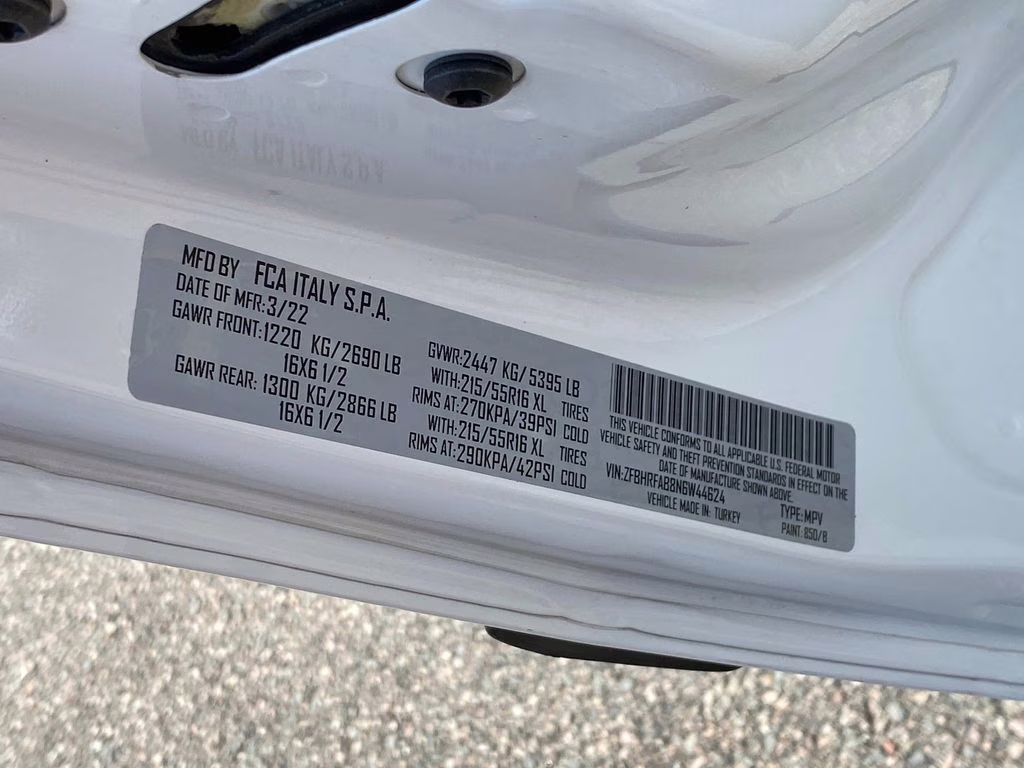 MFD BY FCA ITALY S.P.A.
DATE OF MFR:3/22
GAWR FRONT:1220 KG/2690 LB
16X6 1/2
GAWR REAR: 1300 KG/2866 LB
16X6 1/2
GVWR:2447 KG/ 5395 LB
WITH:215/55R16 XL TIRES
RIMS AT:270KPA/39PSI COLD
WITH:215/55R16 XL TIRES
RIMS AT:290KPA/42PSI COLD
THIS VEHICLE CONFORMS TO ALL APPLICABLE U.S. FEDERAL MOTOR
VEHICLE SAFETY AND THEFT PREVENTION STANDARDS IN EFFECT ON THE
DATE OF MANUFACTURE SHOWN ABOVE.
VIN:ZFBHRFAB8N6W44624 TYPE: MPV
VEHICLE MADE IN: TURKEY PAINT: 850/B